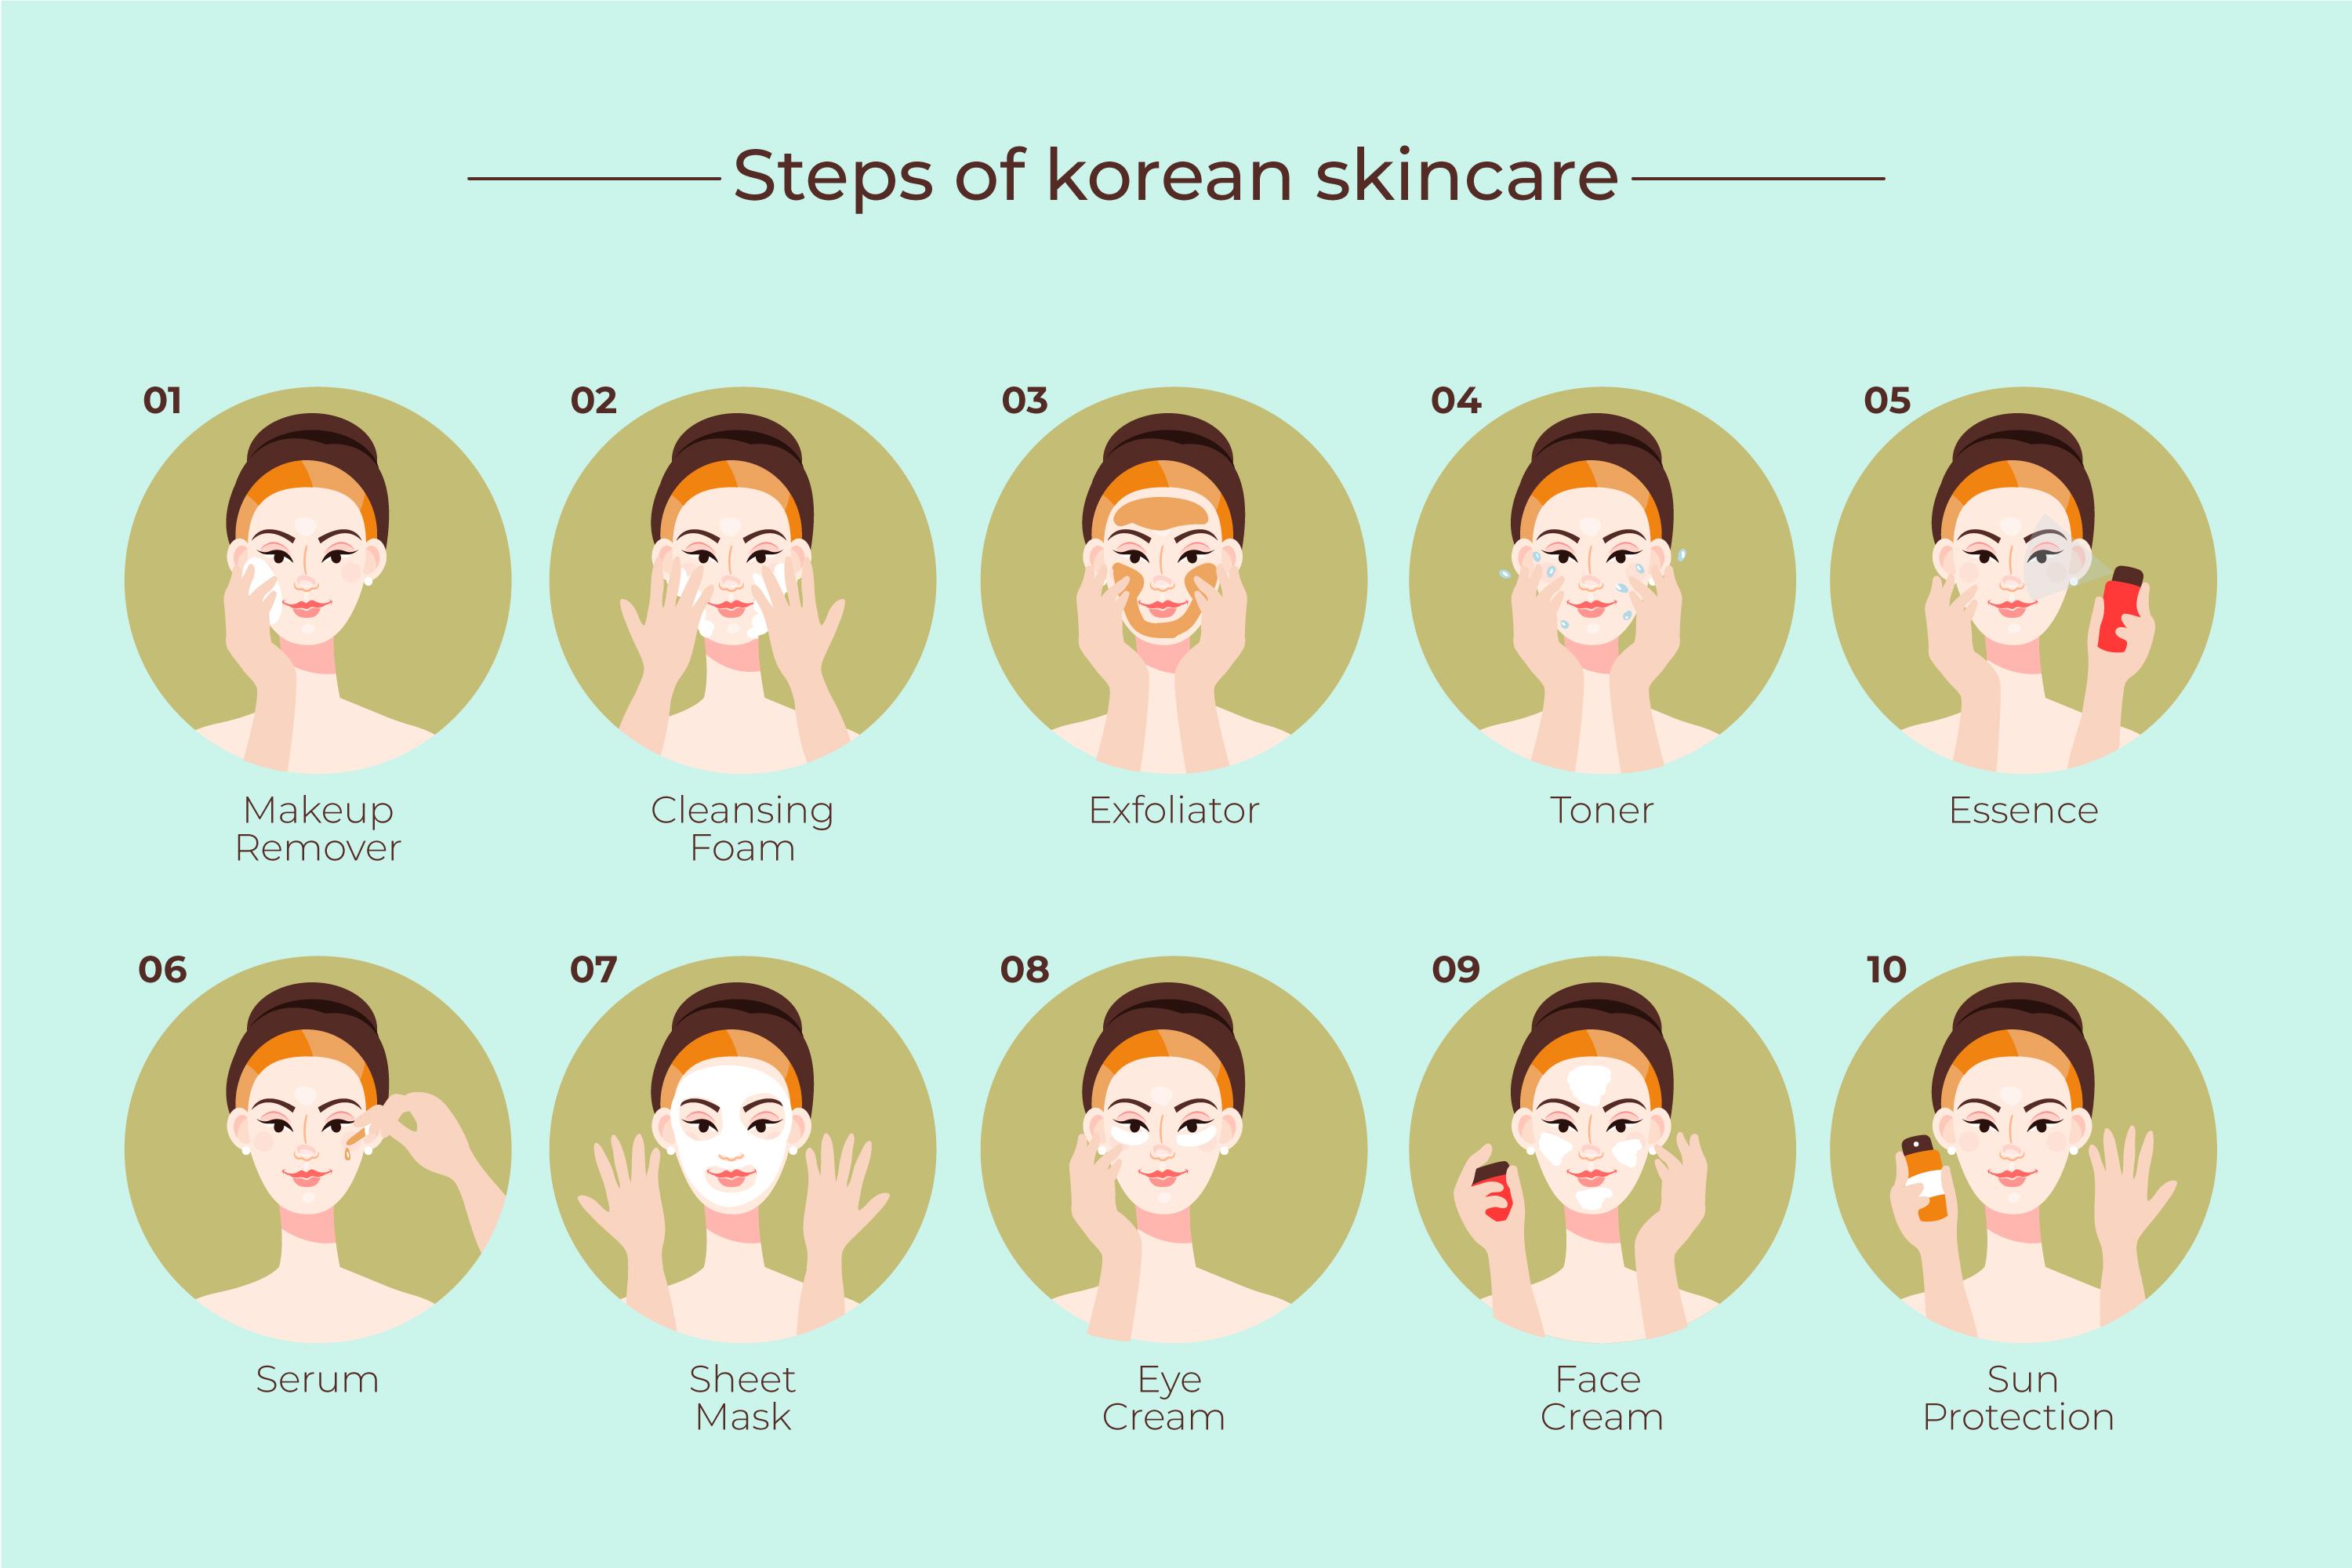 Steps of korean skincare
01
02
03
04
05
Makeup
Remover
Cleansing
Foam
Exfoliator
Toner
Essence
06
07
08
09
10
Serum
Sheet
Mask
Eye
Cream
Face
Cream
Sun
Protection